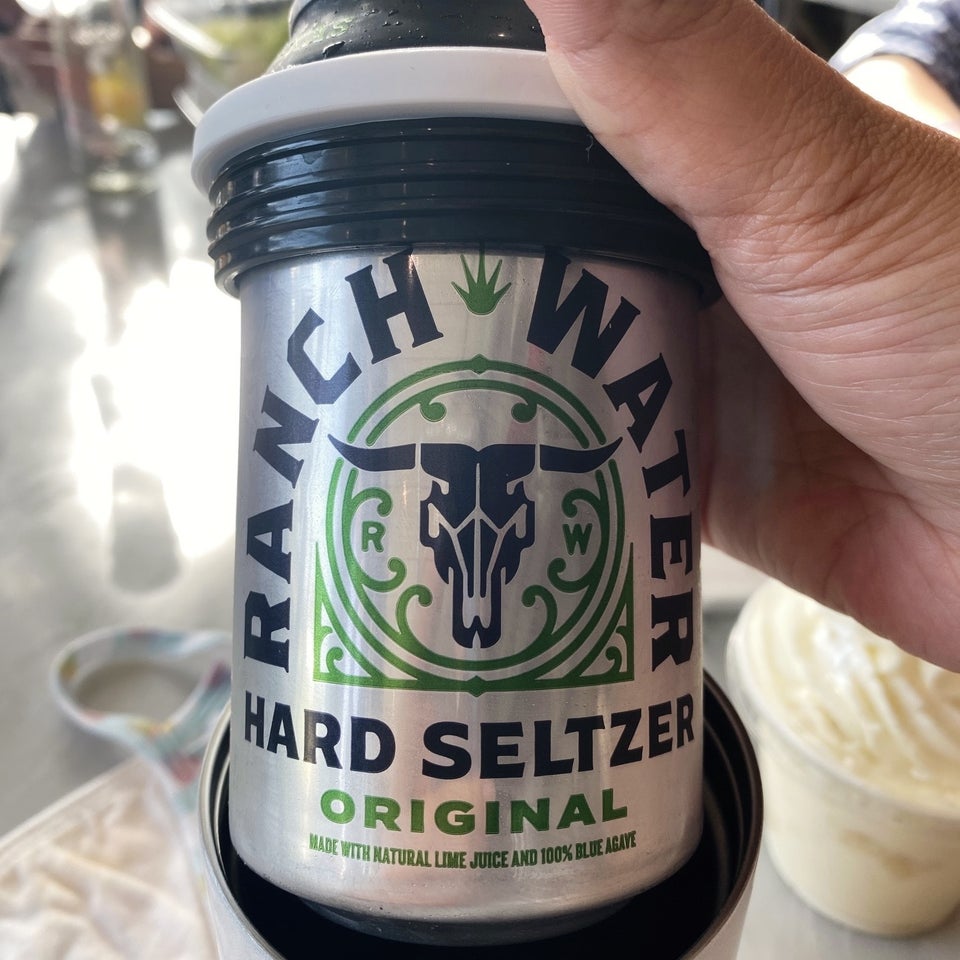 RANCH WATER
R W
HARD SELTZER
ORIGINAL
MADE WITH NATURAL LIME JUICE AND 100% BLUE AGAVE